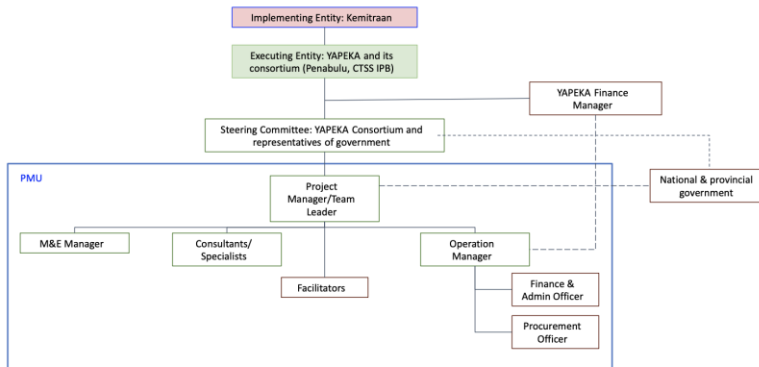 Implementing Entity: Kemitraan
Executing Entity: YAPEKA and its
consortium (Penabulu, CTSS IPB)
YAPEKA Finance
Manager
Steering Committee: YAPEKA Consortium and
representatives of government
PMU
National & provincial
government
Project
Manager/Team
Leader
M&E Manager
Consultants/
Specialists
Operation
Manager
Facilitators
Finance &
Admin Officer
Procurement
Officer